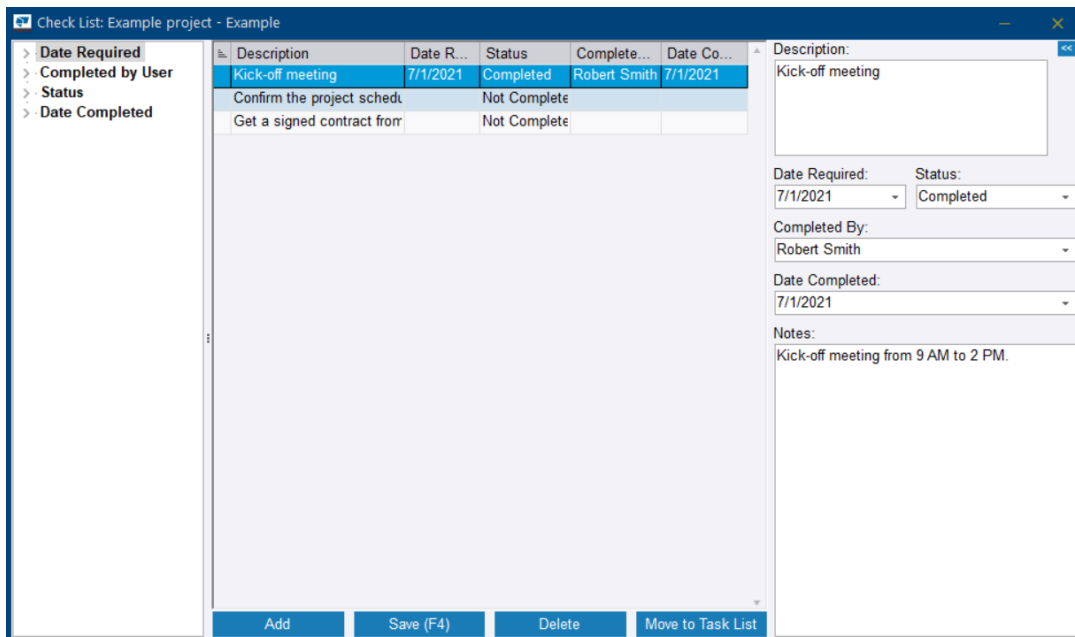 Check List: Example project - Example
Date Required
Completed by User
Status
Date Completed
Description Date R... Status Complete... Date Co...
Kick-off meeting 7/1/2021 Completed Robert Smith 7/1/2021
Confirm the project schedu Not Complete
Get a signed contract from Not Complete
Description:
<<
Kick-off meeting
Date Required: Status:
7/1/2021 Completed
Completed By:
Robert Smith
Date Completed:
7/1/2021
Notes:
Kick-off meeting from 9 AM to 2 PM.
Add Save (F4) Delete Move to Task List